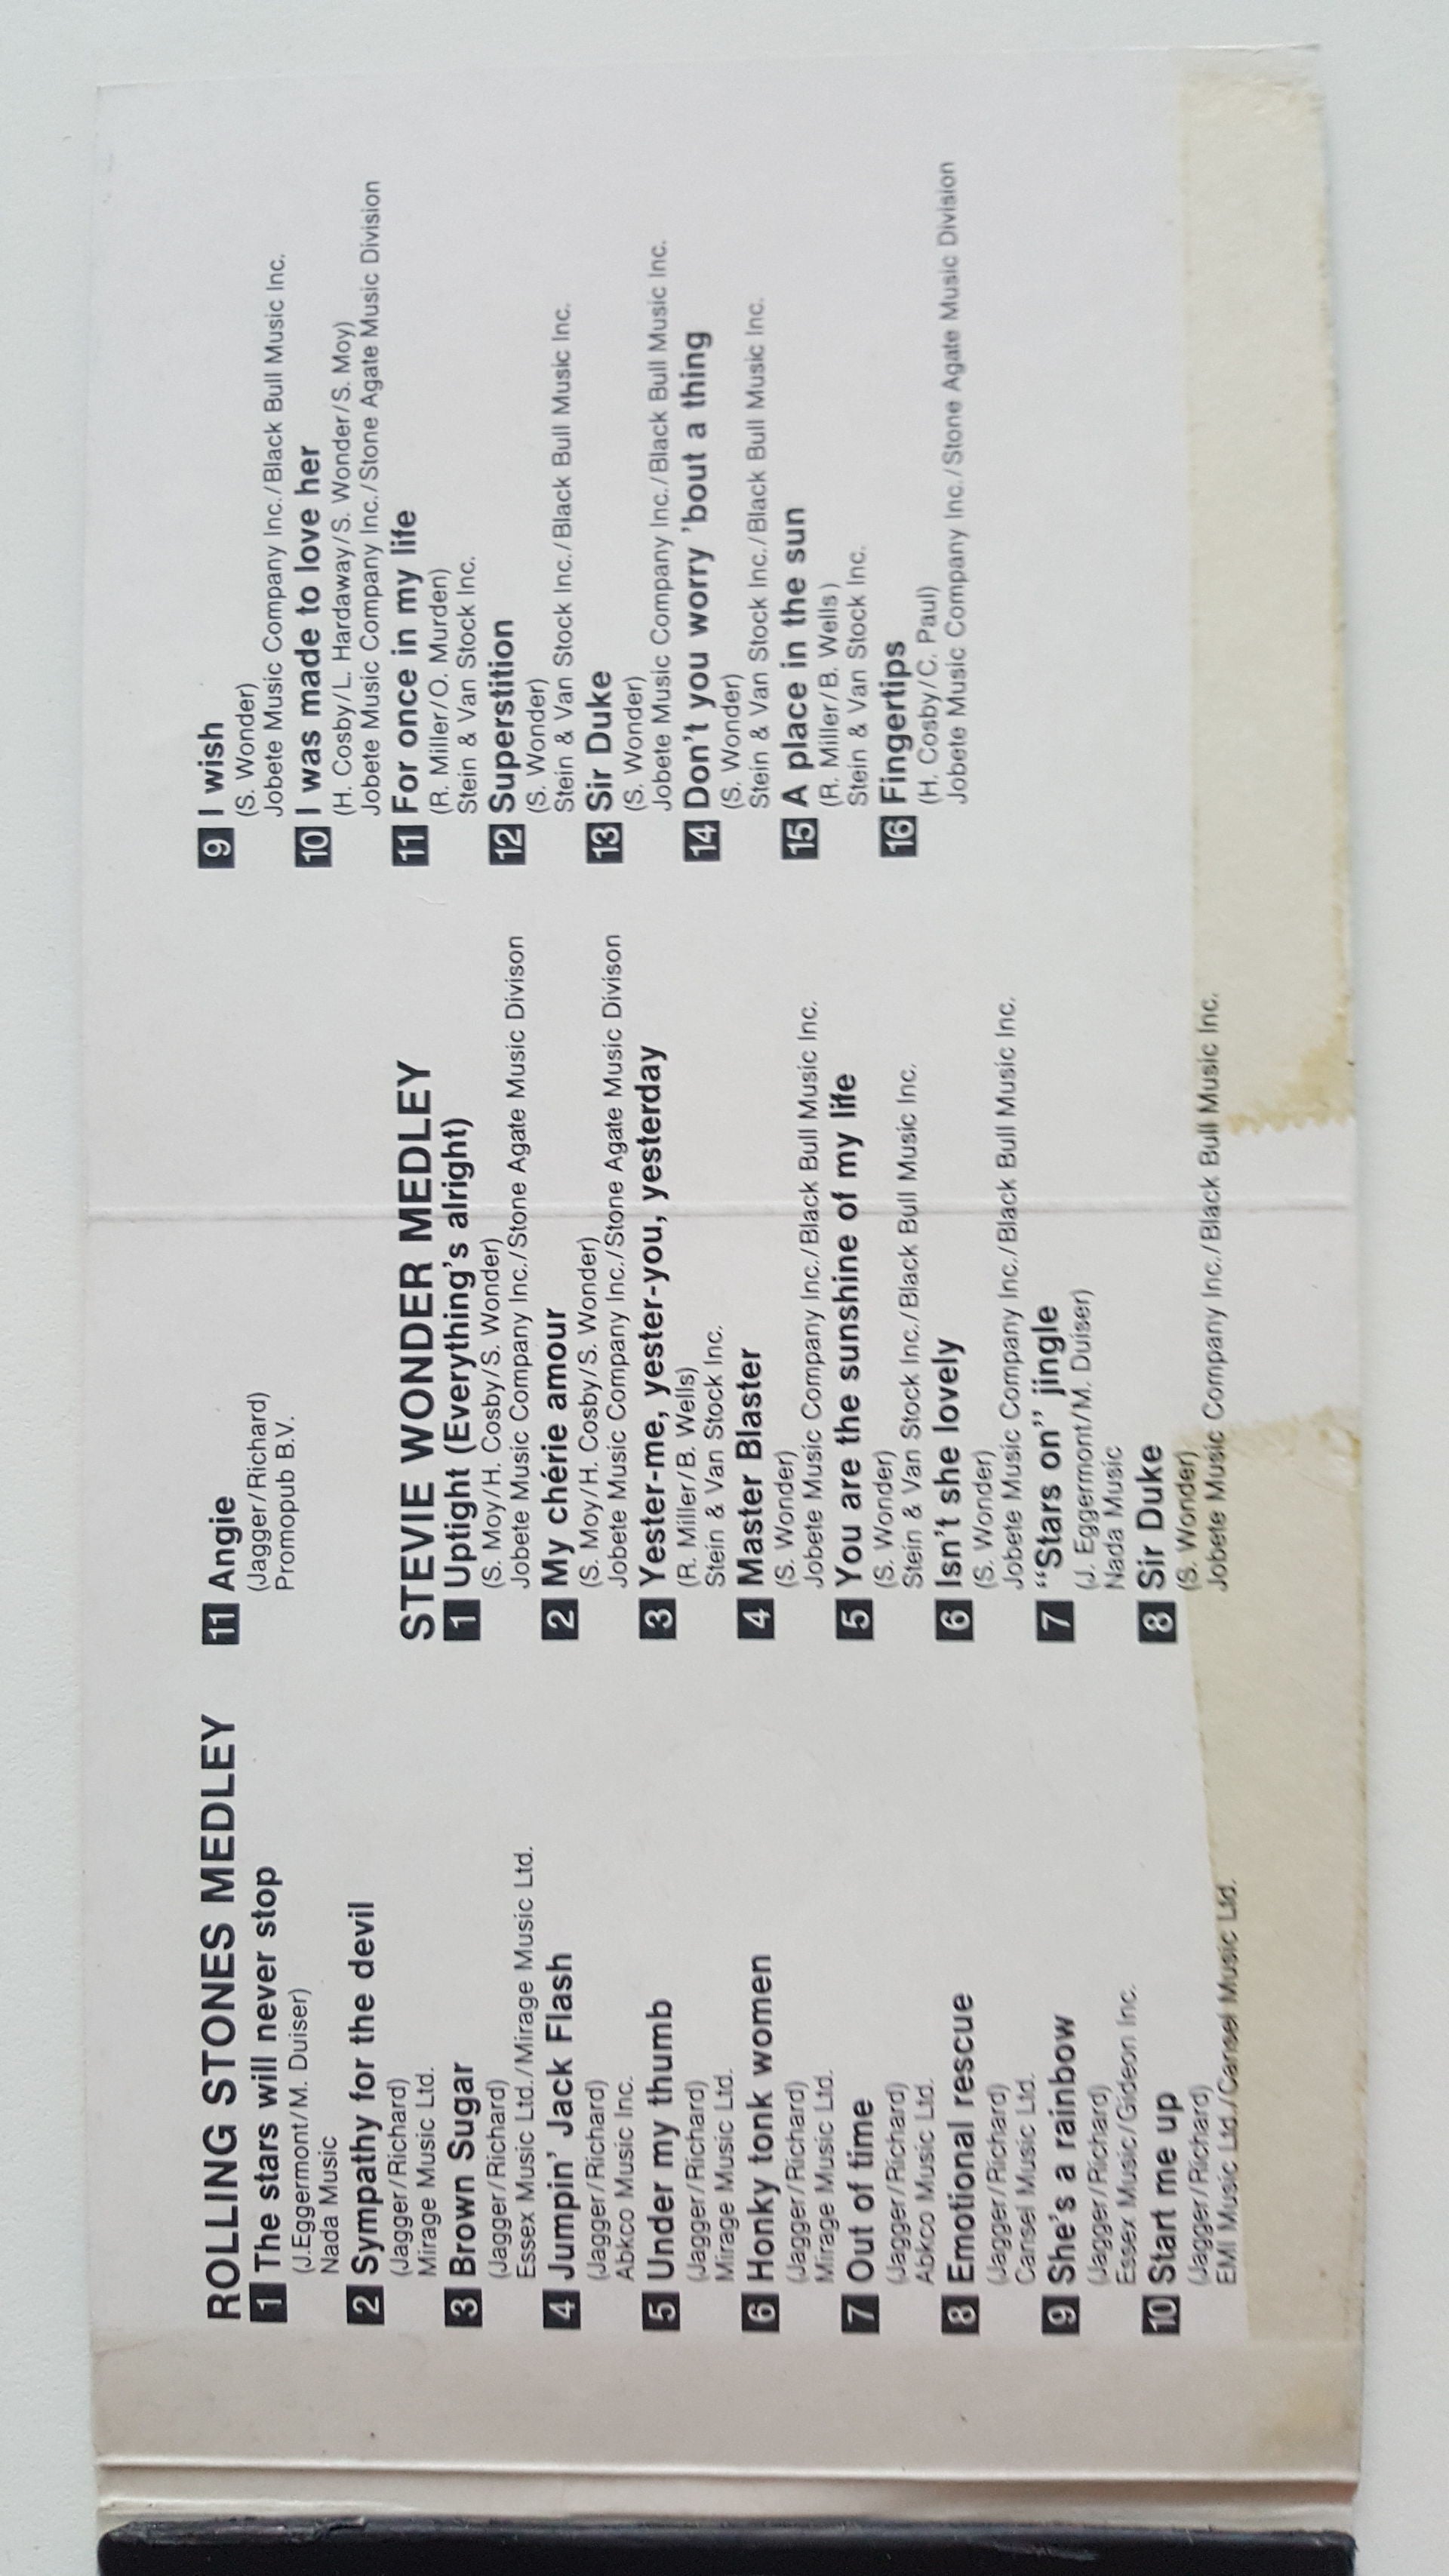 ROLLING STONES MEDLEY
1 The stars will never stop
(J.Eggermont/M. Duiser)
Nada Music
2 Sympathy for the devil
(Jagger/Richard)
Mirage Music Ltd.
3 Brown Sugar
(Jagger/Richard)
Essex Music Ltd./Mirage Music Ltd.
4 Jumpin' Jack Flash
(Jagger/Richard)
Abkco Music Inc.
5 Under my thumb
(Jagger/Richard)
Mirage Music Ltd.
6 Honky tonk women
(Jagger/Richard)
Mirage Music Ltd.
7 Out of time
(Jagger/Richard)
Abkco Music Ltd.
8 Emotional rescue
(Jagger/Richard)
Cansel Music Ltd.
9 She's a rainbow
(Jagger/Richard)
Essex Music/Gideon Inc.
10 Start me up
(Jagger/Richard)
EMI Music Ltd./Cansel Music Ltd.
11 Angie
(Jagger/Richard)
Promopub B.V.
STEVIE WONDER MEDLEY
1 Uptight (Everything's alright)
(S. Moy/H. Cosby/S. Wonder)
Jobete Music Company Inc./Stone Agate Music Divison
2 My chérie amour
(S. Moy/H. Cosby/S. Wonder)
Jobete Music Company Inc./Stone Agate Music Divison
3 Yester-me, yester-you, yesterday
(R. Miller/B. Wells)
Stein & Van Stock Inc.
4 Master Blaster
(S. Wonder)
Jobete Music Company Inc./Black Bull Music Inc.
5 You are the sunshine of my life
(S. Wonder)
Stein & Van Stock Inc./Black Bull Music Inc.
6 Isn't she lovely
(S. Wonder)
Jobete Music Company Inc./Black Bull Music Inc.
7 “Stars on” jingle
(J. Eggermont/M. Duiser)
Nada Music
8 Sir Duke
(S. Wonder)
Jobete Music Company Inc./Black Bull Music Inc.
9 I wish
(S. Wonder)
Jobete Music Company Inc./Black Bull Music Inc.
10 I was made to love her
(H. Cosby/L. Hardaway/S. Wonder/S. Moy)
Jobete Music Company Inc./Stone Agate Music Division
11 For once in my life
(R. Miller/O. Murden)
Stein & Van Stock Inc.
12 Superstition
(S. Wonder)
Stein & Van Stock Inc./Black Bull Music Inc.
13 Sir Duke
(S. Wonder)
Jobete Music Company Inc./Black Bull Music Inc.
14 Don't you worry 'bout a thing
(S. Wonder)
Stein & Van Stock Inc./Black Bull Music Inc.
15 A place in the sun
(R. Miller/B. Wells)
Stein & Van Stock Inc.
16 Fingertips
(H. Cosby/C. Paul)
Jobete Music Company Inc./Stone Agate Music Division